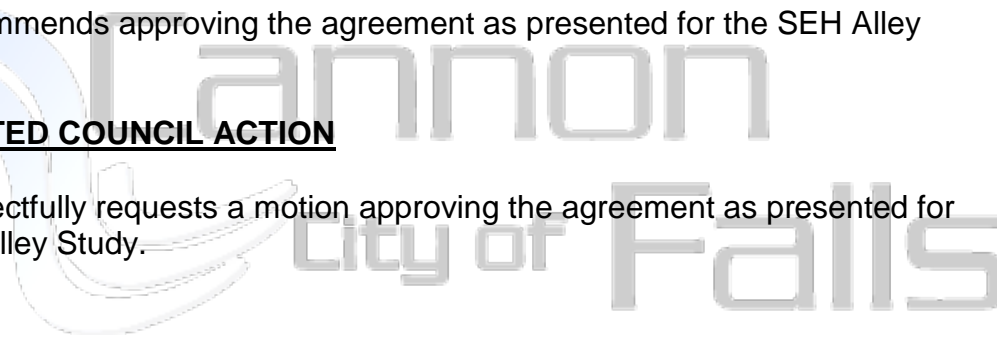 mmends approving the agreement as presented for the SEH Alley
Cannon
TED COUNCIL ACTION
ectfully requests a motion approving the agreement as presented for
lley Study.
City of Falls